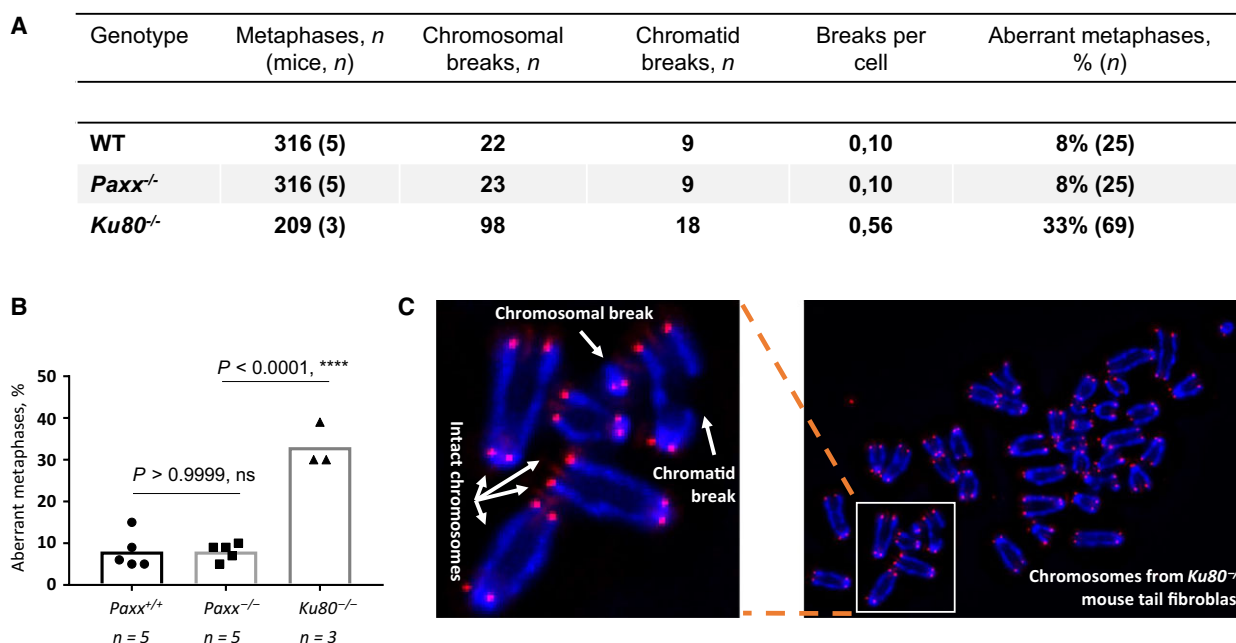 A
Genotype Metaphases, n (mice, n) Chromosomal breaks, n Chromatid breaks, n Breaks per cell Aberrant metaphases, % (n)
WT 316 (5) 22 9 0,10 8% (25)
Paxx⁻/⁻ 316 (5) 23 9 0,10 8% (25)
Ku80⁻/⁻ 209 (3) 98 18 0,56 33% (69)
B
Aberrant metaphases, %
50
40
30
20
10
0
P < 0.0001, ****
P > 0.9999, ns
Paxx⁺/⁺ Paxx⁻/⁻ Ku80⁻/⁻
n = 5 n = 5 n = 3
C
Chromosomal break
Intact chromosomes
Chromatid
break
Chromosomes from Ku80⁻/
mouse tail fibroblas